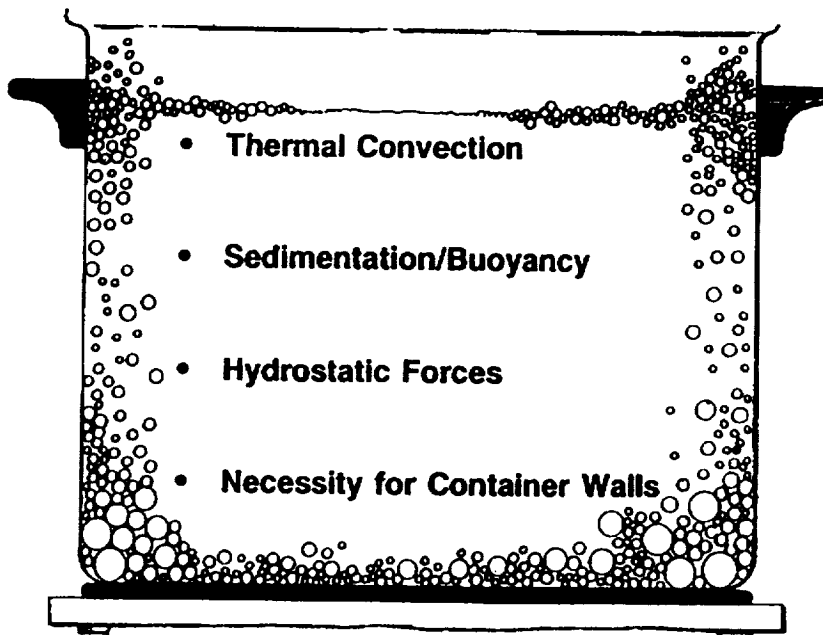 • Thermal Convection
• Sedimentation/Buoyancy
• Hydrostatic Forces
• Necessity for Container Walls